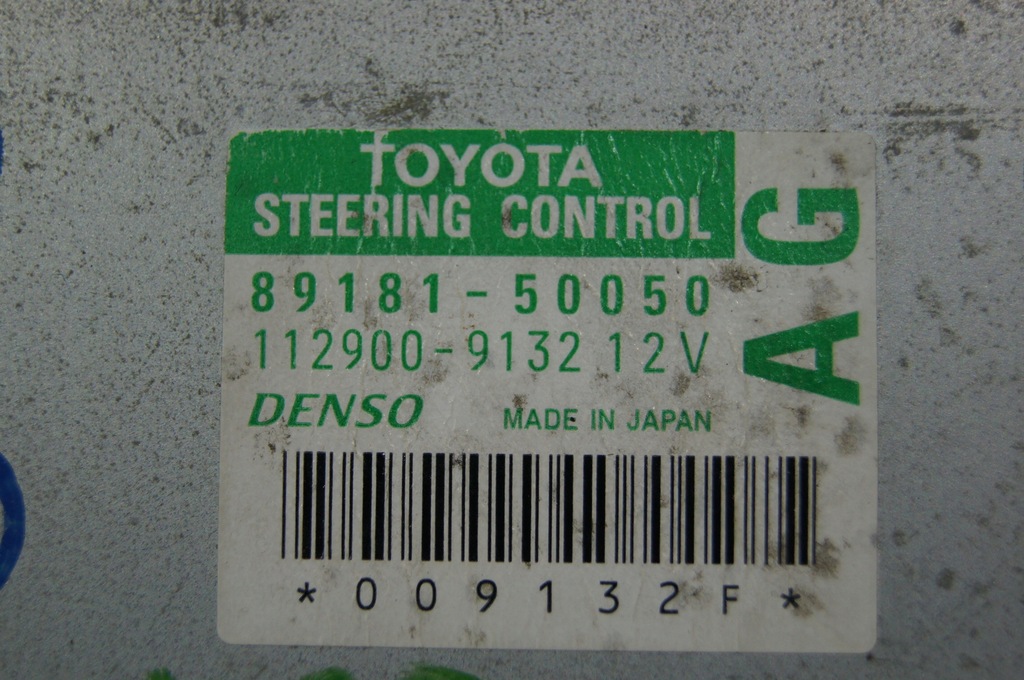 TOYOTA
STEERING CONTROL
89181-50050
112900-9132 12V
DENSO MADE IN JAPAN
*009132F*
AG